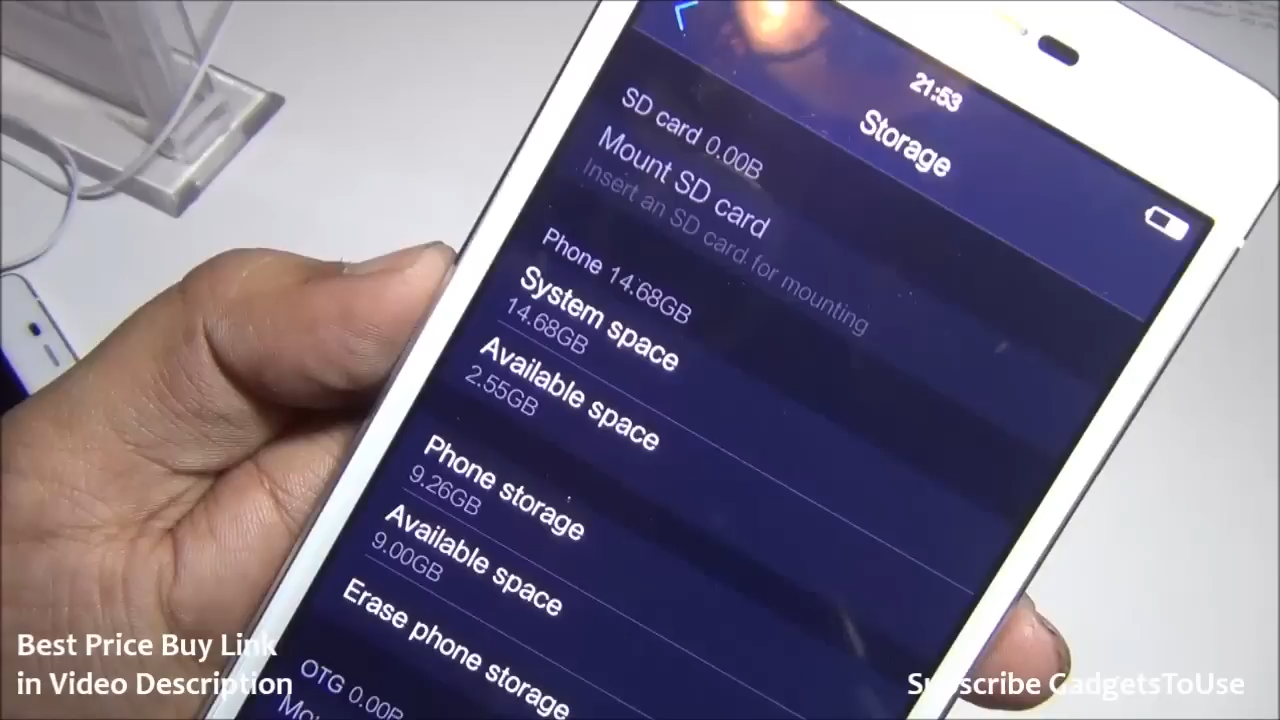 21:53
Storage
SD card 0.00B
Mount SD card
Insert an SD card for mounting
Phone 14.68GB
System space
14.68GB
Available space
2.55GB
Phone storage
9.26GB
Available space
9.00GB
Erase phone storage
OTG 0.00B
Best Price Buy Link
in Video Description
Subscribe GadgetsToUse